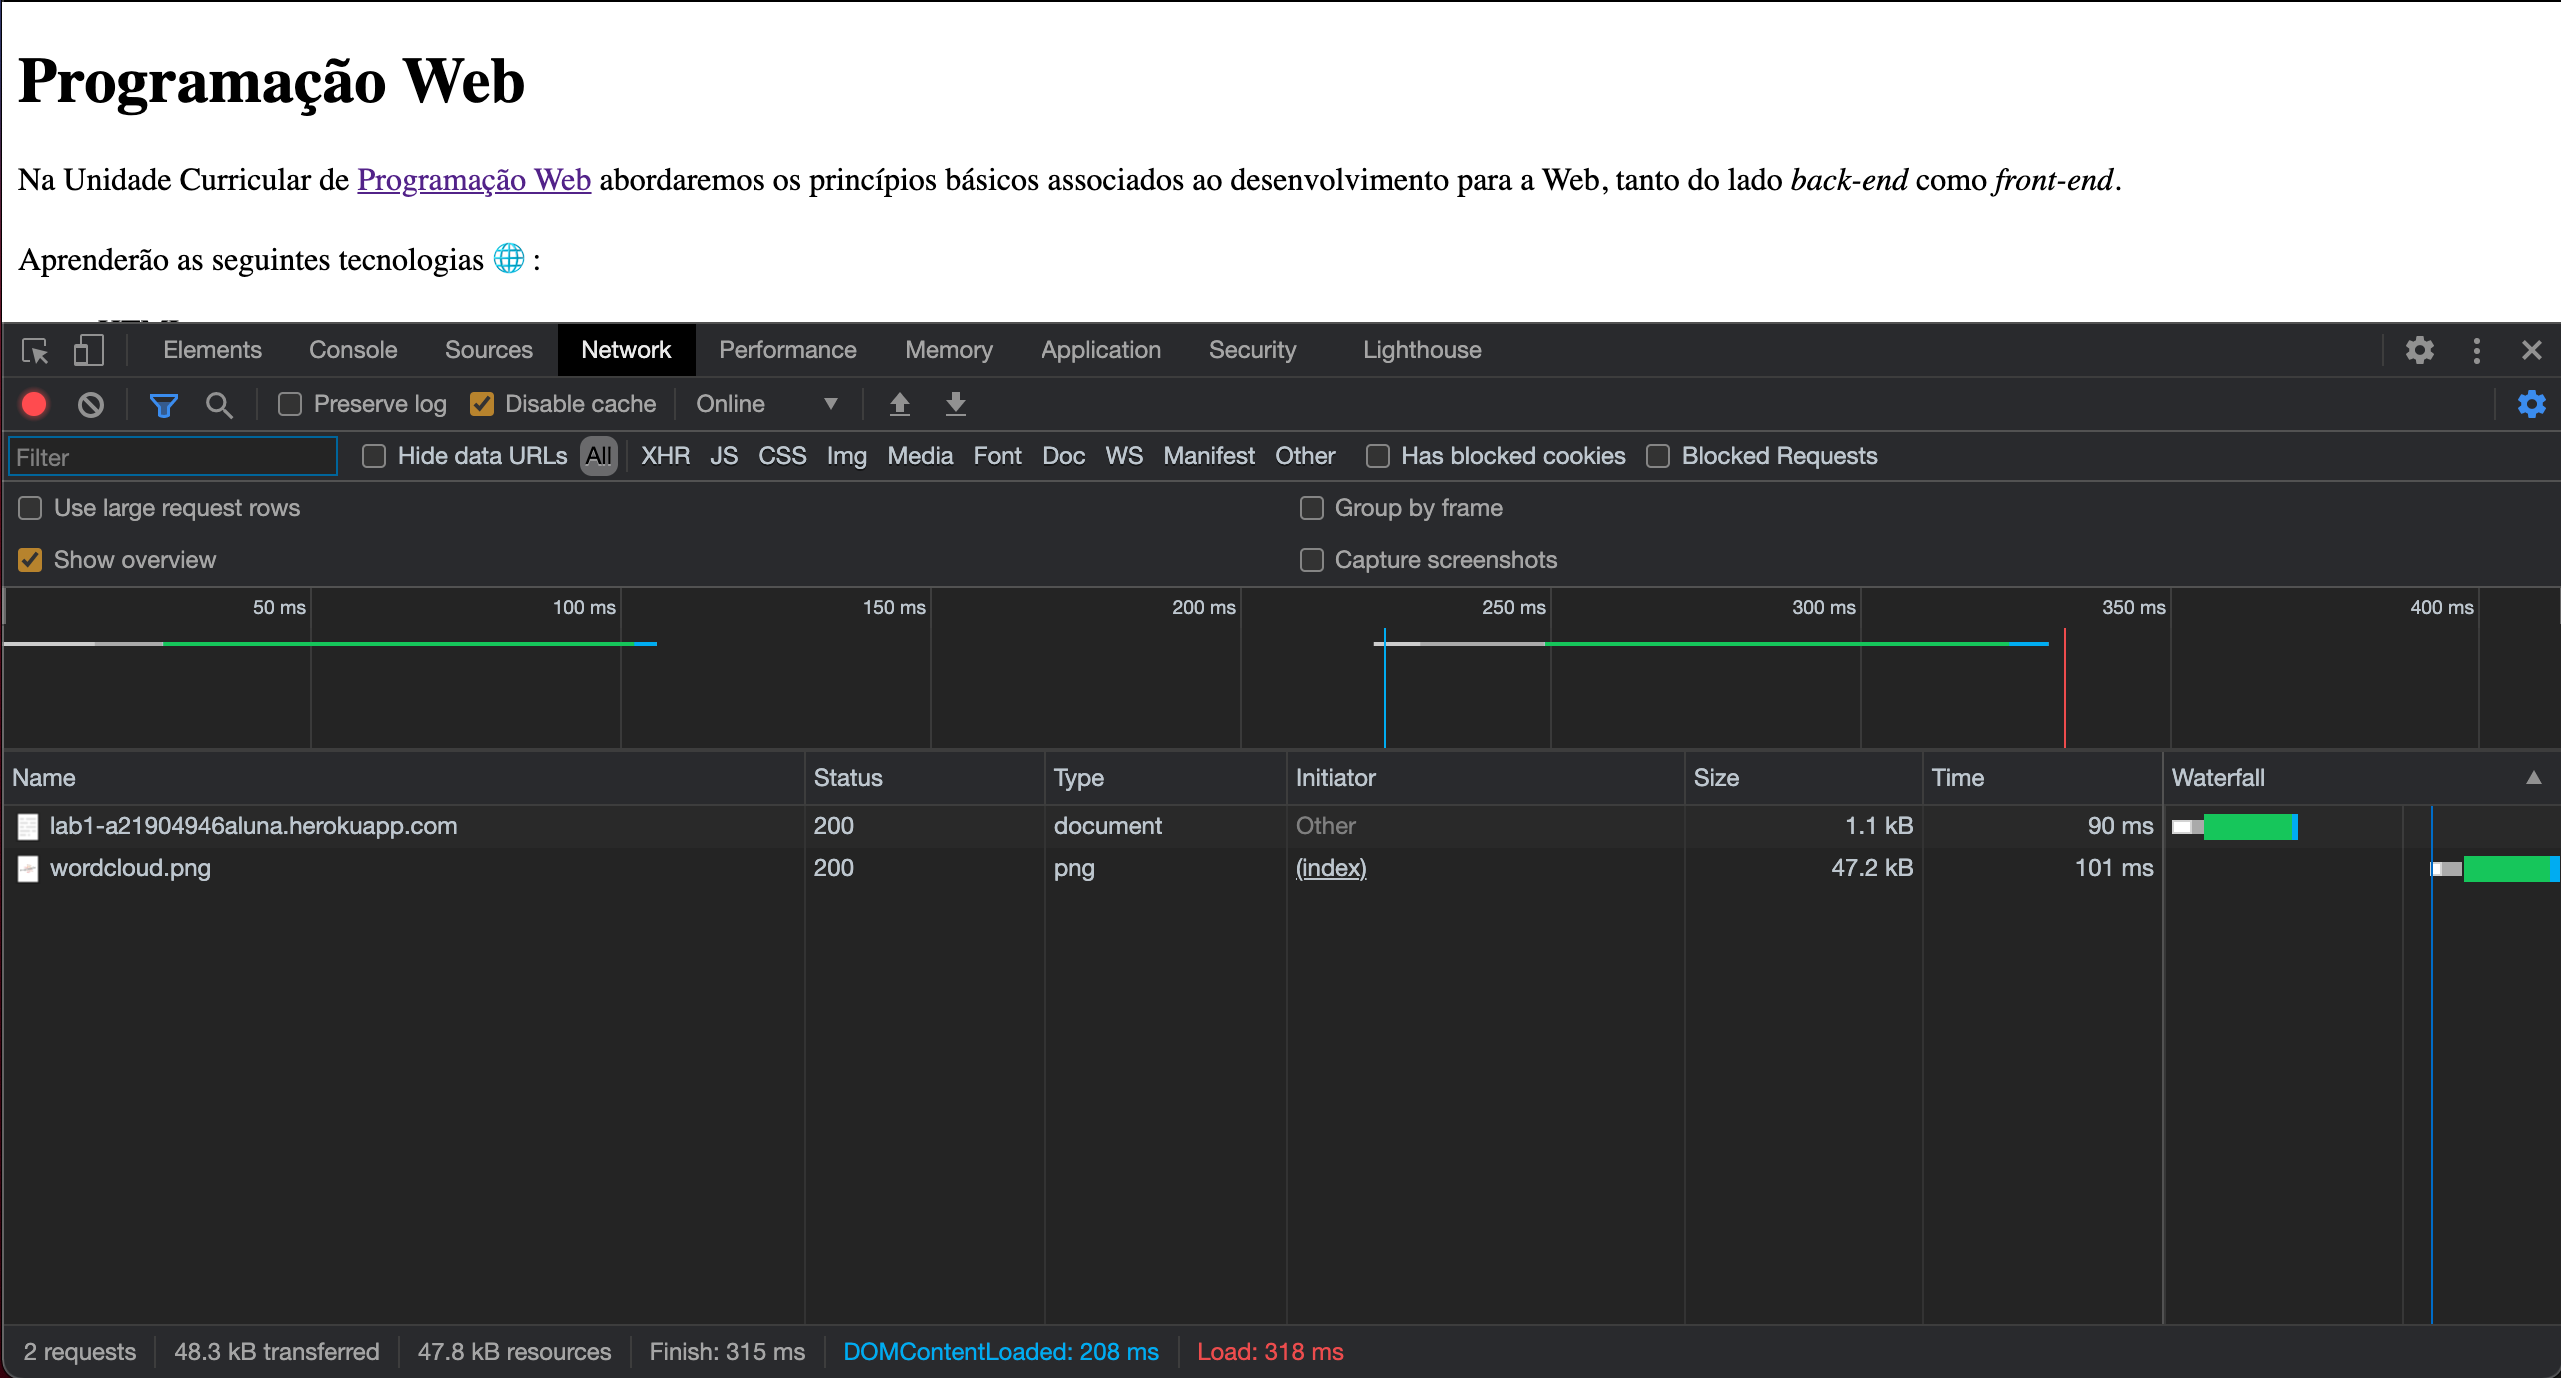 Programação Web
Na Unidade Curricular de Programação Web abordaremos os princípios básicos associados ao desenvolvimento para a Web, tanto do lado back-end como front-end.
Aprenderão as seguintes tecnologias 🌐 :
Elements Console Sources Network Performance Memory Application Security Lighthouse
Preserve log Disable cache Online
Filter Hide data URLs All XHR JS CSS Img Media Font Doc WS Manifest Other Has blocked cookies Blocked Requests
Use large request rows Group by frame
Show overview Capture screenshots
50 ms 100 ms 150 ms 200 ms 250 ms 300 ms 350 ms 400 ms
Name Status Type Initiator Size Time Waterfall
lab1-a21904946aluna.herokuapp.com 200 document Other 1.1 kB 90 ms
wordcloud.png 200 png (index) 47.2 kB 101 ms
2 requests 48.3 kB transferred 47.8 kB resources Finish: 315 ms DOMContentLoaded: 208 ms Load: 318 ms